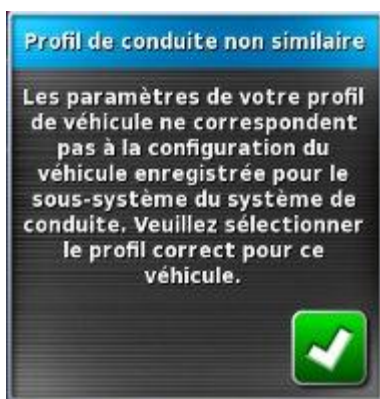 Profil de conduite non similaire
Les paramètres de votre profil
de véhicule ne correspondent
pas à la configuration du
véhicule enregistrée pour le
sous-système du système de
conduite. Veuillez sélectionner
le profil correct pour ce
véhicule.